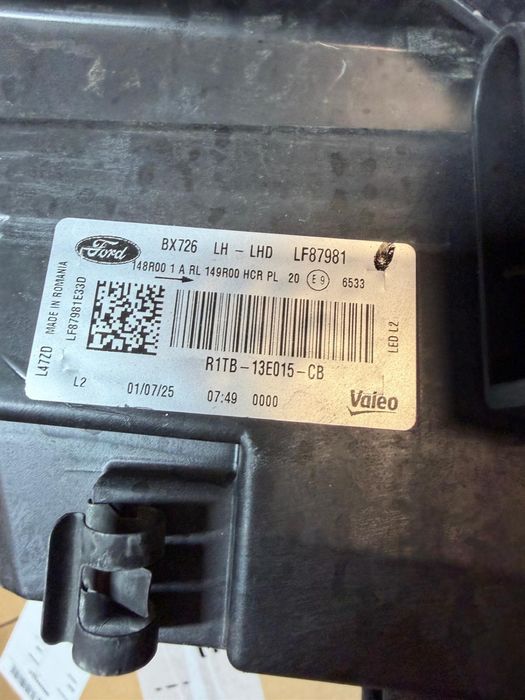 Ford BX726 LH - LHD LF87981
148R00 1 A RL 149R00 HCR PL 20 E9 6533
R1TB-13E015-CB
L2 01/07/25 07:49 0000 Valeo
L47ZD MADE IN ROMANIA
LF87981E33D
LED L2